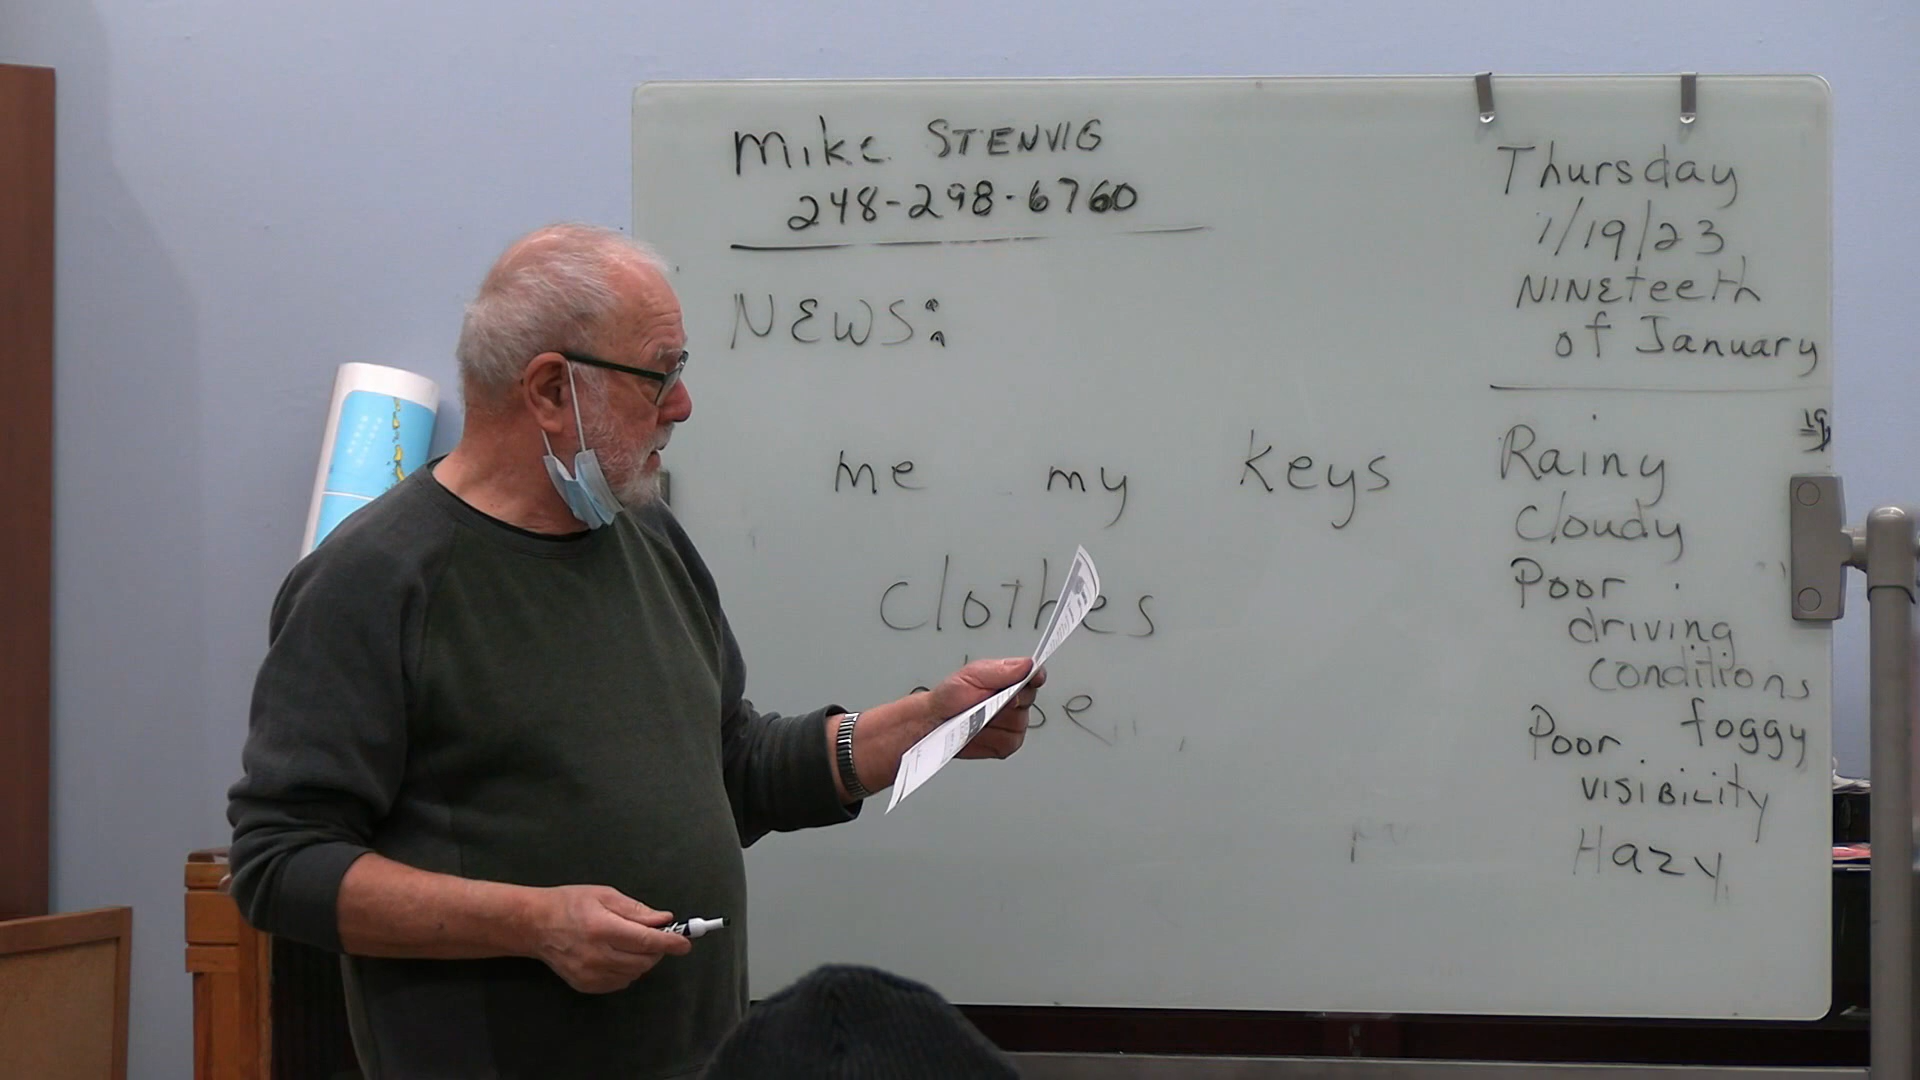 Mike STENVIG
248-298-6760
NEWS:
me my keys
Clothes
Thursday
1/19/23
NINEteeth
of January
19
Rainy
Cloudy
Poor
driving
conditions
foggy
Poor
VISIBILITY
Hazy